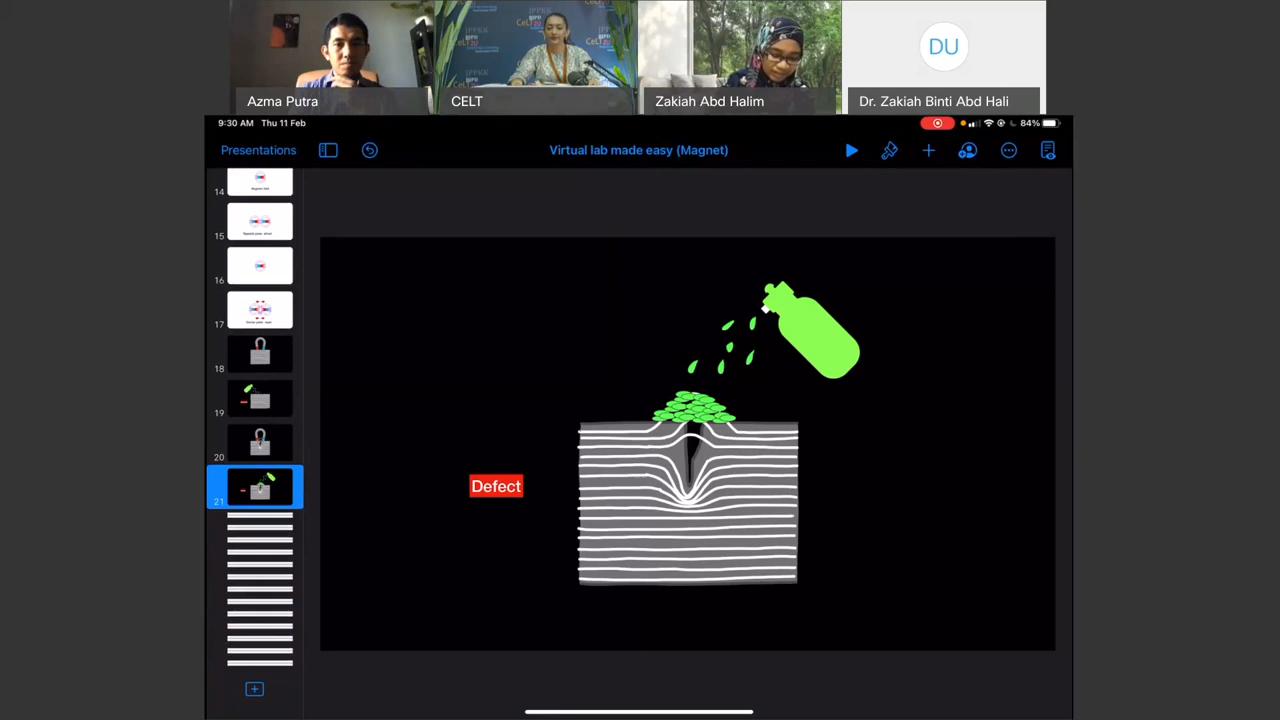 Azma Putra
CELT
Zakiah Abd Halim
DU
Dr. Zakiah Binti Abd Hali
9:30 AM Thu 11 Feb
84%
Presentations
Virtual lab made easy (Magnet)
14
15
16
17
18
19
20
21
Defect